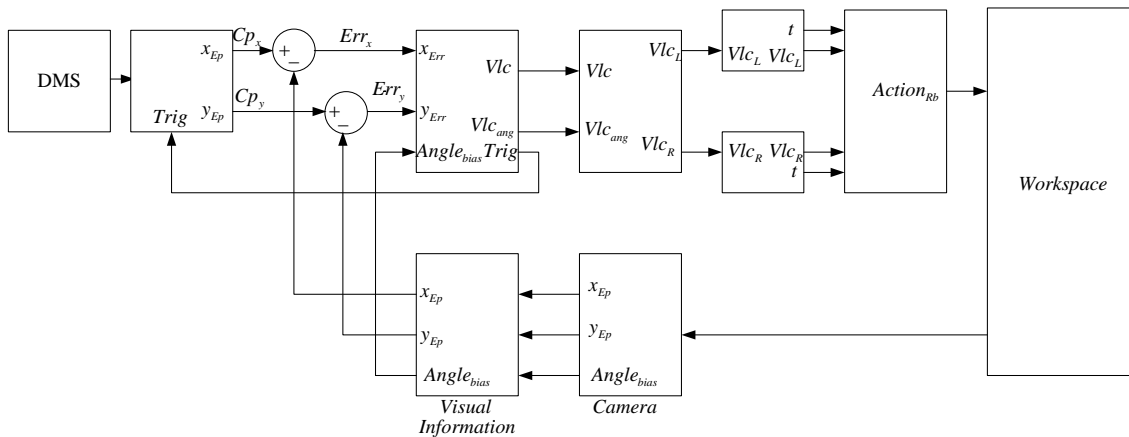 DMS
x_Ep
y_Ep
Trig
Cp_x
Cp_y
+
−
+
−
Err_x
Err_y
x_Err
y_Err
Angle_bias Trig
Vlc
Vlc_ang
Vlc
Vlc_ang
Vlc_L
Vlc_R
t
Vlc_L Vlc_L
Vlc_R Vlc_R
t
Action_Rb
Workspace
x_Ep
y_Ep
Angle_bias
Visual
Information
x_Ep
y_Ep
Angle_bias
Camera